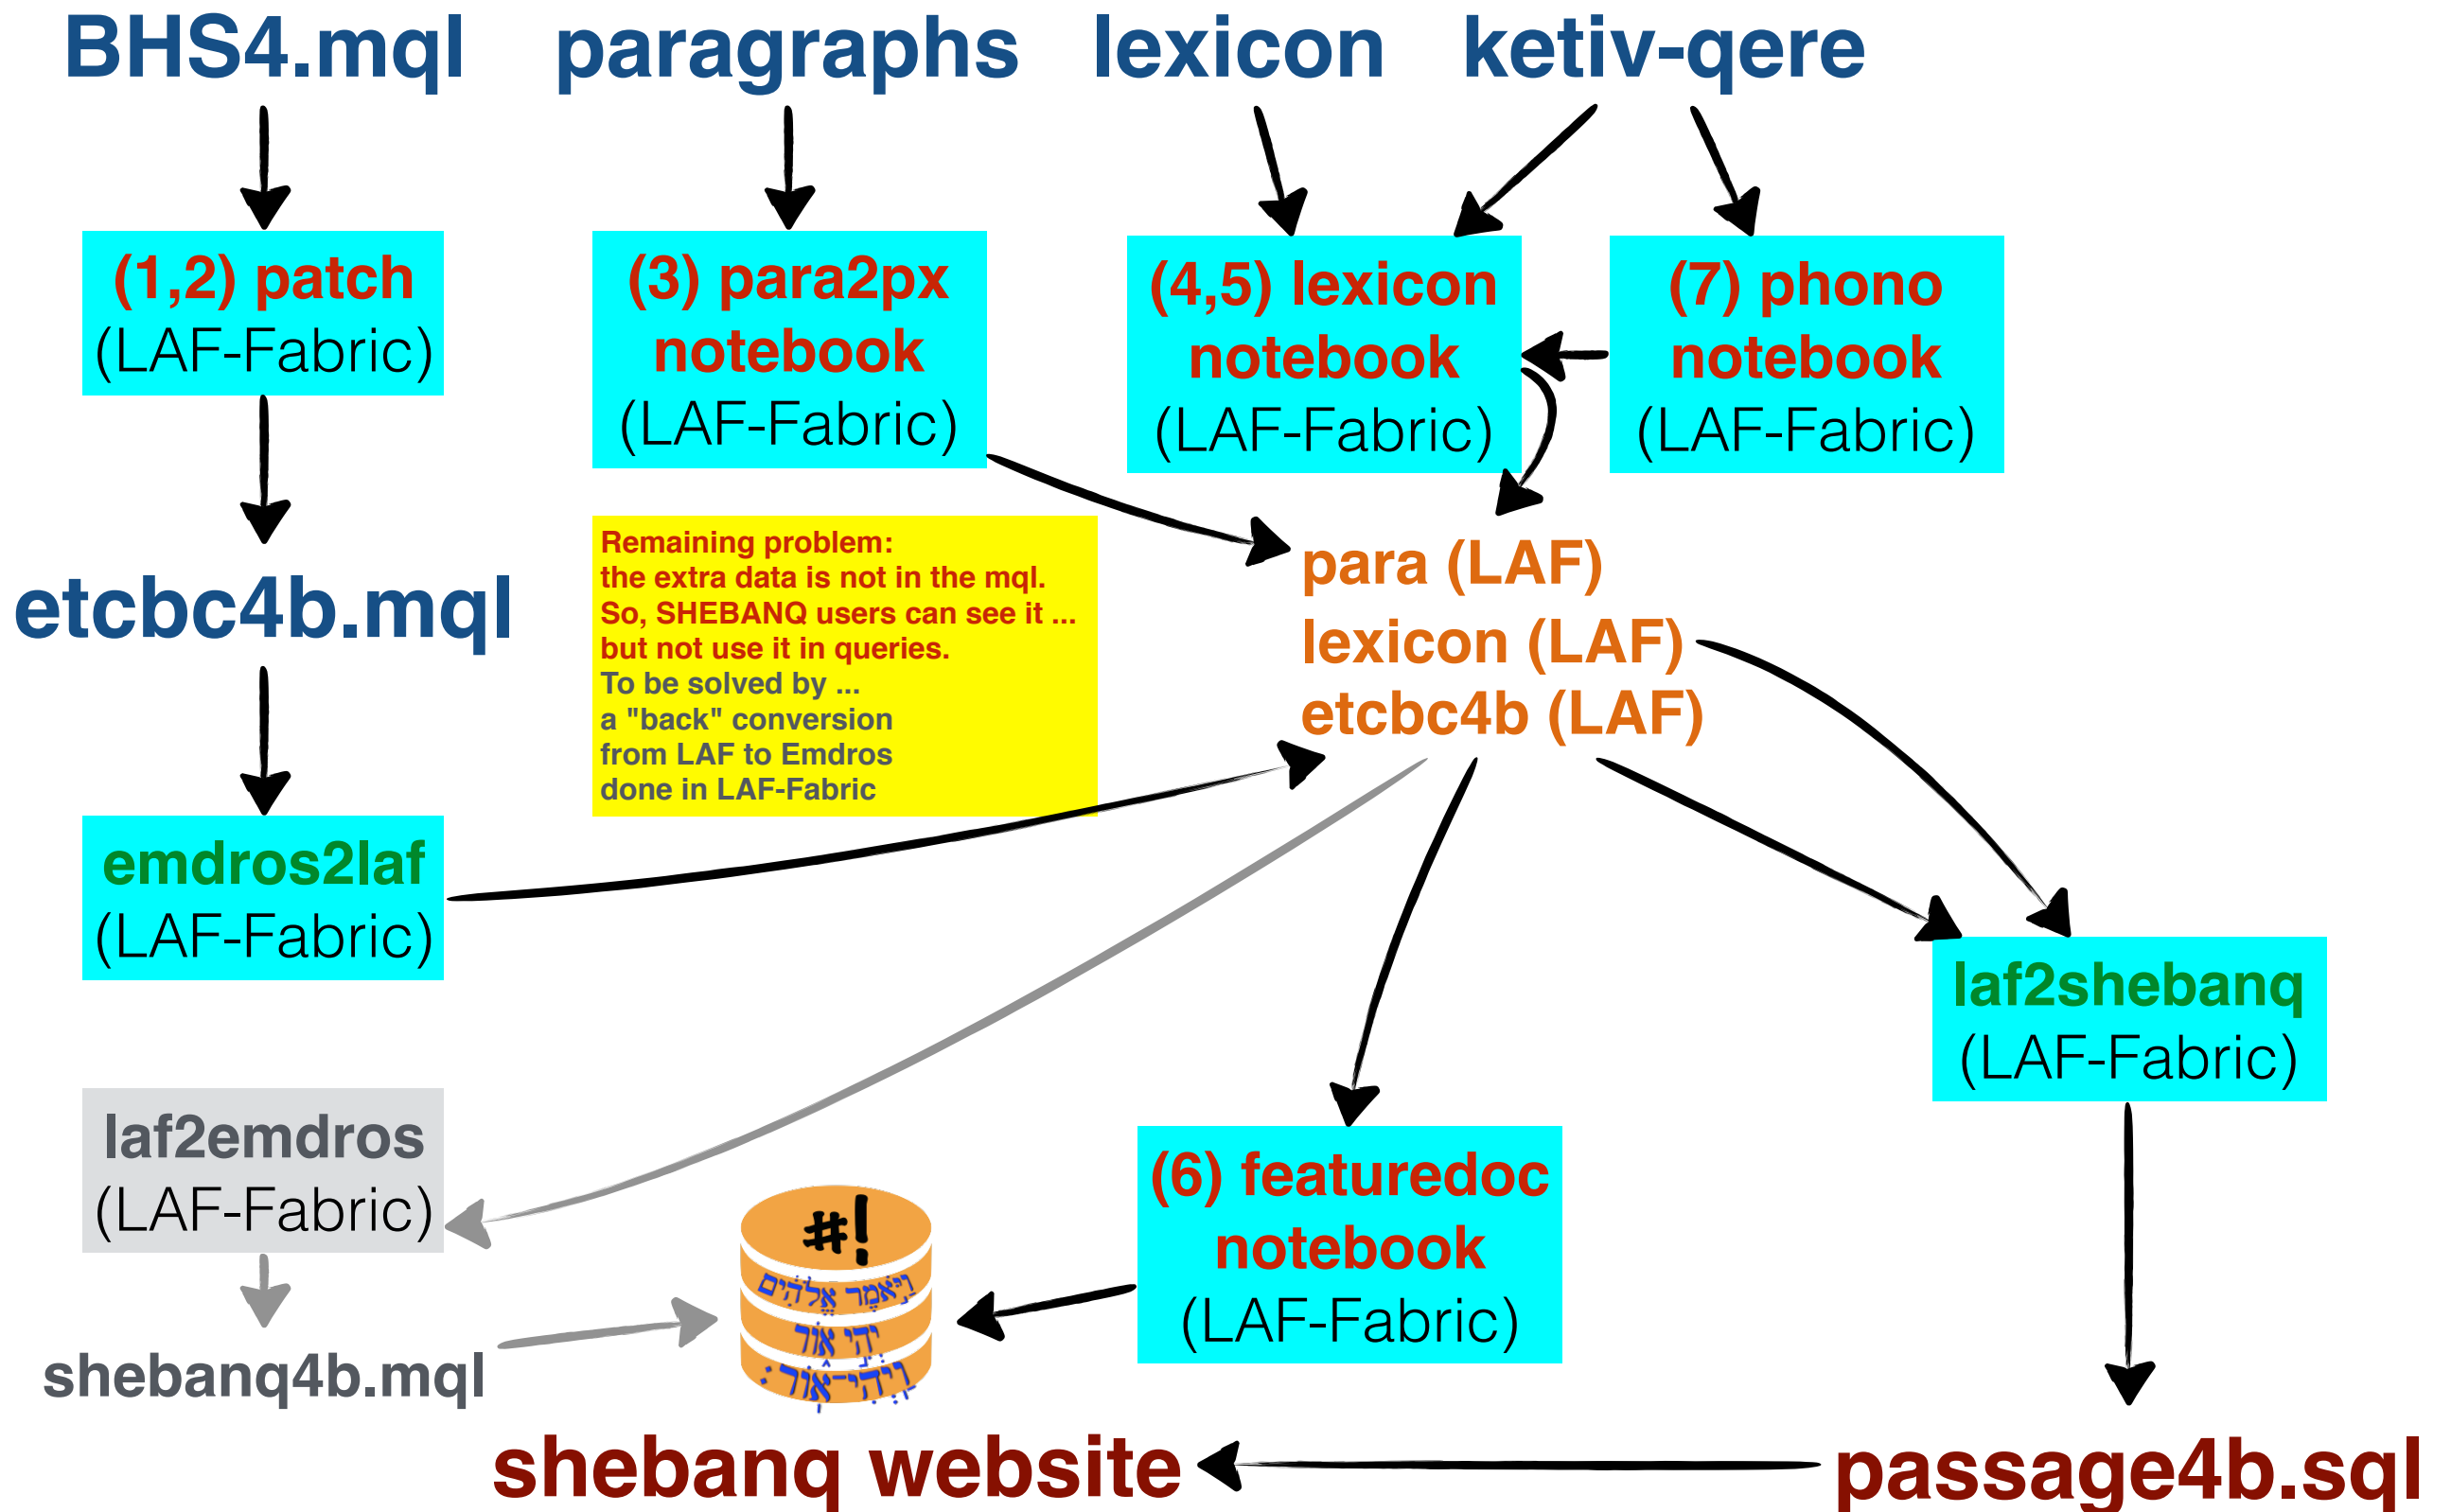 BHS4.mql
paragraphs
lexicon
ketiv-qere
(1,2) patch
(LAF-Fabric)
(3) para2px
notebook
(LAF-Fabric)
(4,5) lexicon
notebook
(LAF-Fabric)
(7) phono
notebook
(LAF-Fabric)
etcbc4b.mql
Remaining problem:
the extra data is not in the mql.
So, SHEBANQ users can see it ...
but not use it in queries.
To be solved by ...
a "back" conversion
from LAF to Emdros
done in LAF-Fabric
para (LAF)
lexicon (LAF)
etcbc4b (LAF)
emdros2laf
(LAF-Fabric)
laf2shebanq
(LAF-Fabric)
laf2emdros
(LAF-Fabric)
(6) featuredoc
notebook
(LAF-Fabric)
#!
וַיֹּאמֶר אֱלֹהִים
יְהִי אוֹר
וַיְהִי־אוֹר׃
shebanq4b.mql
shebanq website
passage4b.sql